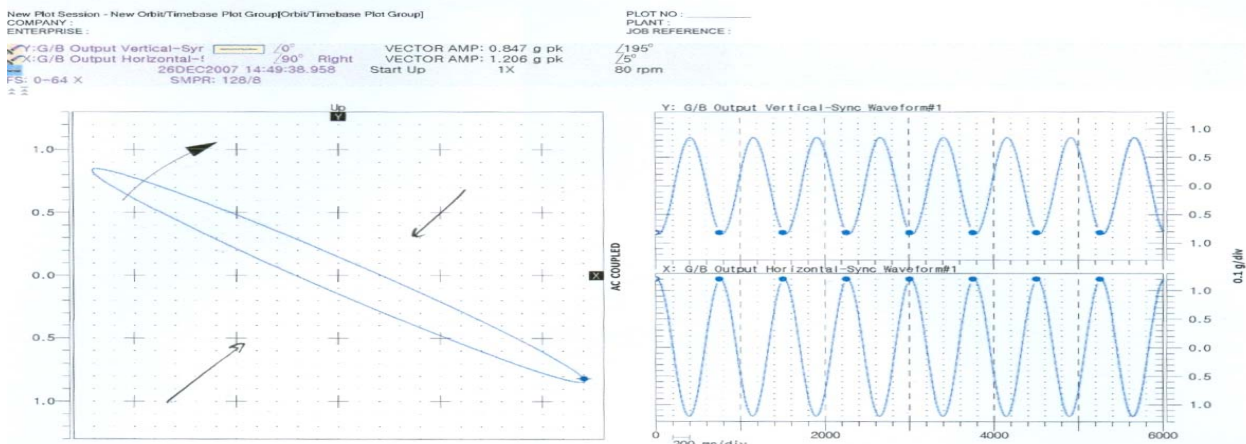 New Plot Session - New Orbit/Timebase Plot Group[Orbit/Timebase Plot Group]
COMPANY :
ENTERPRISE :
PLOT NO :
PLANT :
JOB REFERENCE :
Y:G/B Output Vertical-Syr /0° VECTOR AMP: 0.847 g pk /195°
X:G/B Output Horizontal-! /90° Right VECTOR AMP: 1.206 g pk /5°
26DEC2007 14:49:38.958 Start Up 1X 80 rpm
FS: 0-64 X SMPR: 128/8
Up
Y
1.0
0.5
0.0
0.5
1.0
X
AC COUPLED
Y: G/B Output Vertical-Sync Waveform#1
1.0
0.5
0.0
0.5
1.0
X: G/B Output Horizontal-Sync Waveform#1
1.0
0.5
0.0
0.5
1.0
0.1 g/div
0 2000 4000 6000
200 ms/div